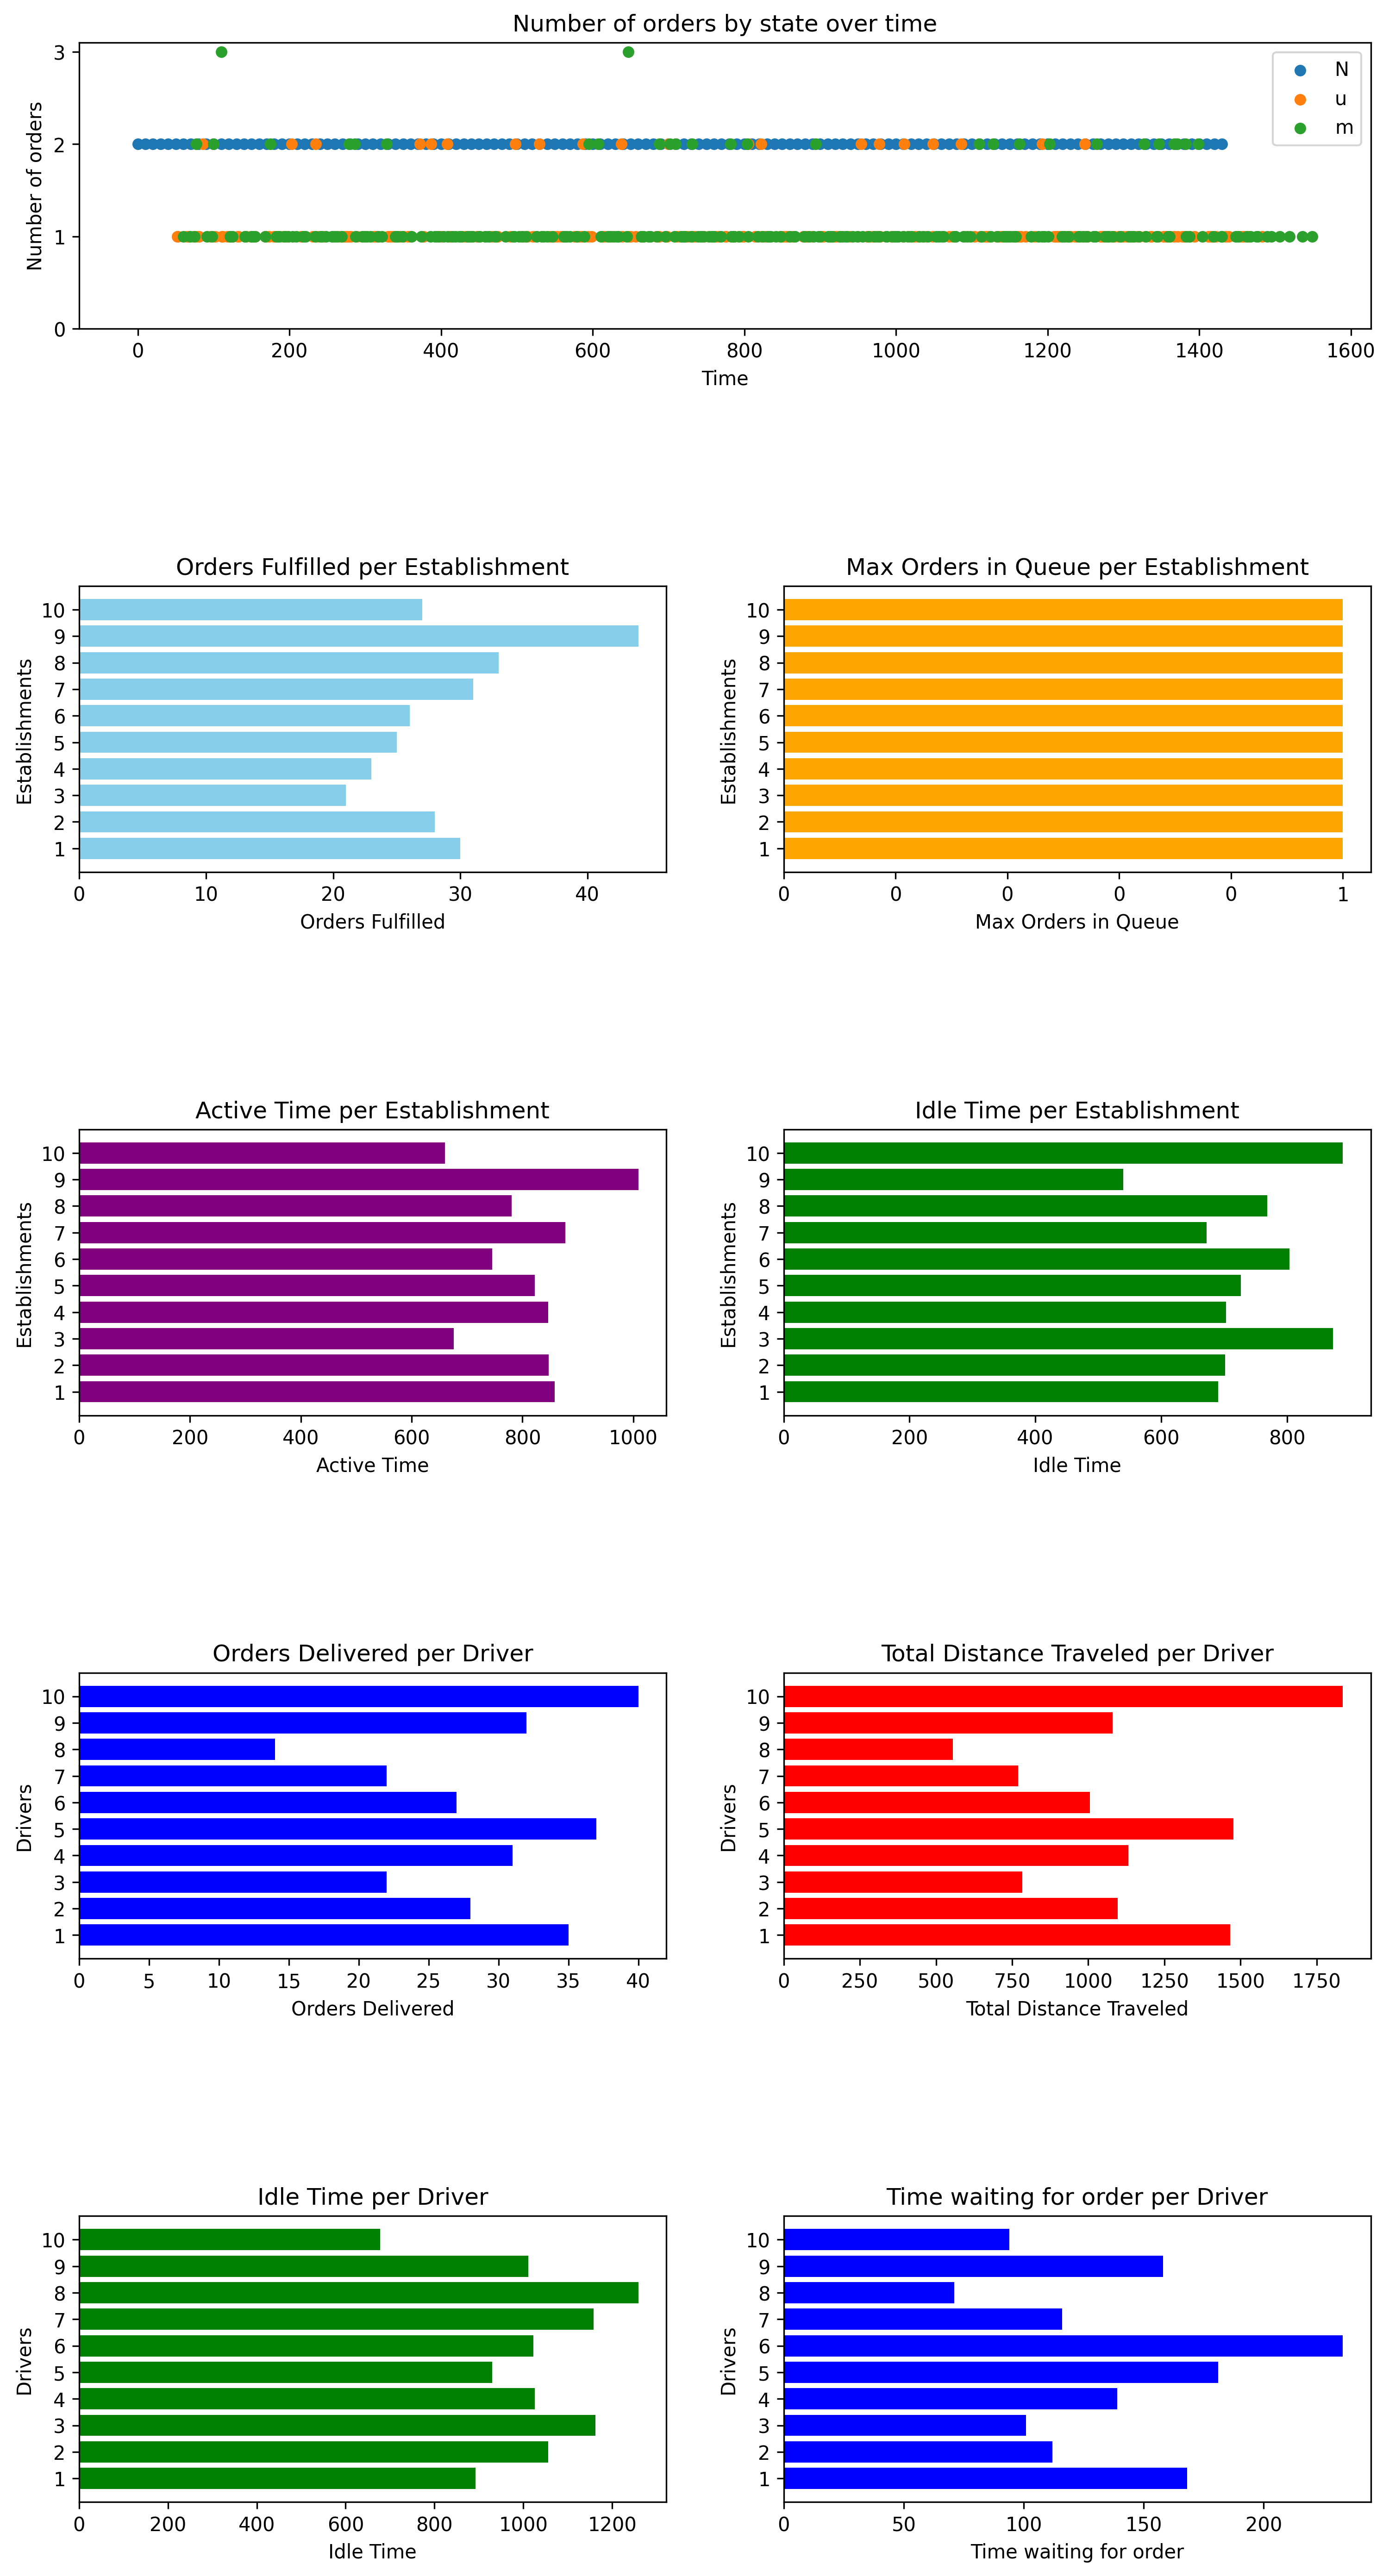 Number of orders by state over time
Number of orders
3
2
1
0
N
u
m
0 200 400 600 800 1000 1200 1400 1600
Time
Orders Fulfilled per Establishment
Establishments
10
9
8
7
6
5
4
3
2
1
0 10 20 30 40
Orders Fulfilled
Max Orders in Queue per Establishment
Establishments
10
9
8
7
6
5
4
3
2
1
0 0 0 0 0 1
Max Orders in Queue
Active Time per Establishment
Establishments
10
9
8
7
6
5
4
3
2
1
0 200 400 600 800 1000
Active Time
Idle Time per Establishment
Establishments
10
9
8
7
6
5
4
3
2
1
0 200 400 600 800
Idle Time
Orders Delivered per Driver
Drivers
10
9
8
7
6
5
4
3
2
1
0 5 10 15 20 25 30 35 40
Orders Delivered
Total Distance Traveled per Driver
Drivers
10
9
8
7
6
5
4
3
2
1
0 250 500 750 1000 1250 1500 1750
Total Distance Traveled
Idle Time per Driver
Drivers
10
9
8
7
6
5
4
3
2
1
0 200 400 600 800 1000 1200
Idle Time
Time waiting for order per Driver
Drivers
10
9
8
7
6
5
4
3
2
1
0 50 100 150 200
Time waiting for order